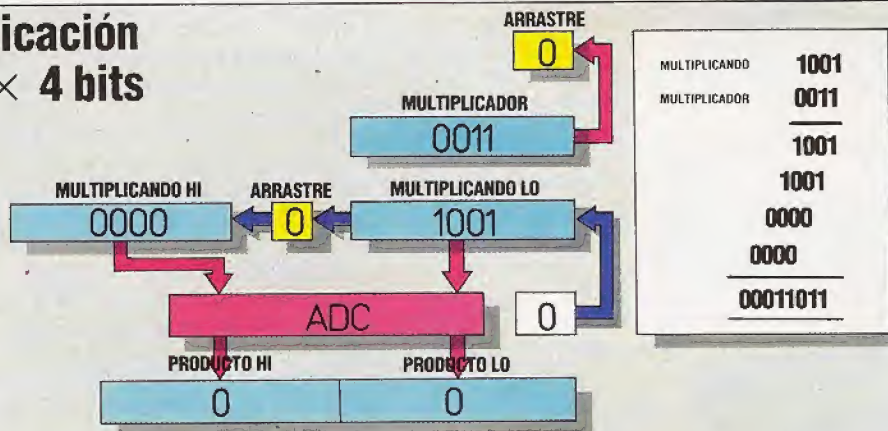 icación
× 4 bits
ARRASTRE
0
MULTIPLICADOR
0011
MULTIPLICANDO HI
ARRASTRE
MULTIPLICANDO LO
0000
0
1001
ADC
0
PRODUCTO HI
PRODUCTO LO
0
0
MULTIPLICANDO 1001
MULTIPLICADOR 0011
1001
1001
0000
0000
00011011